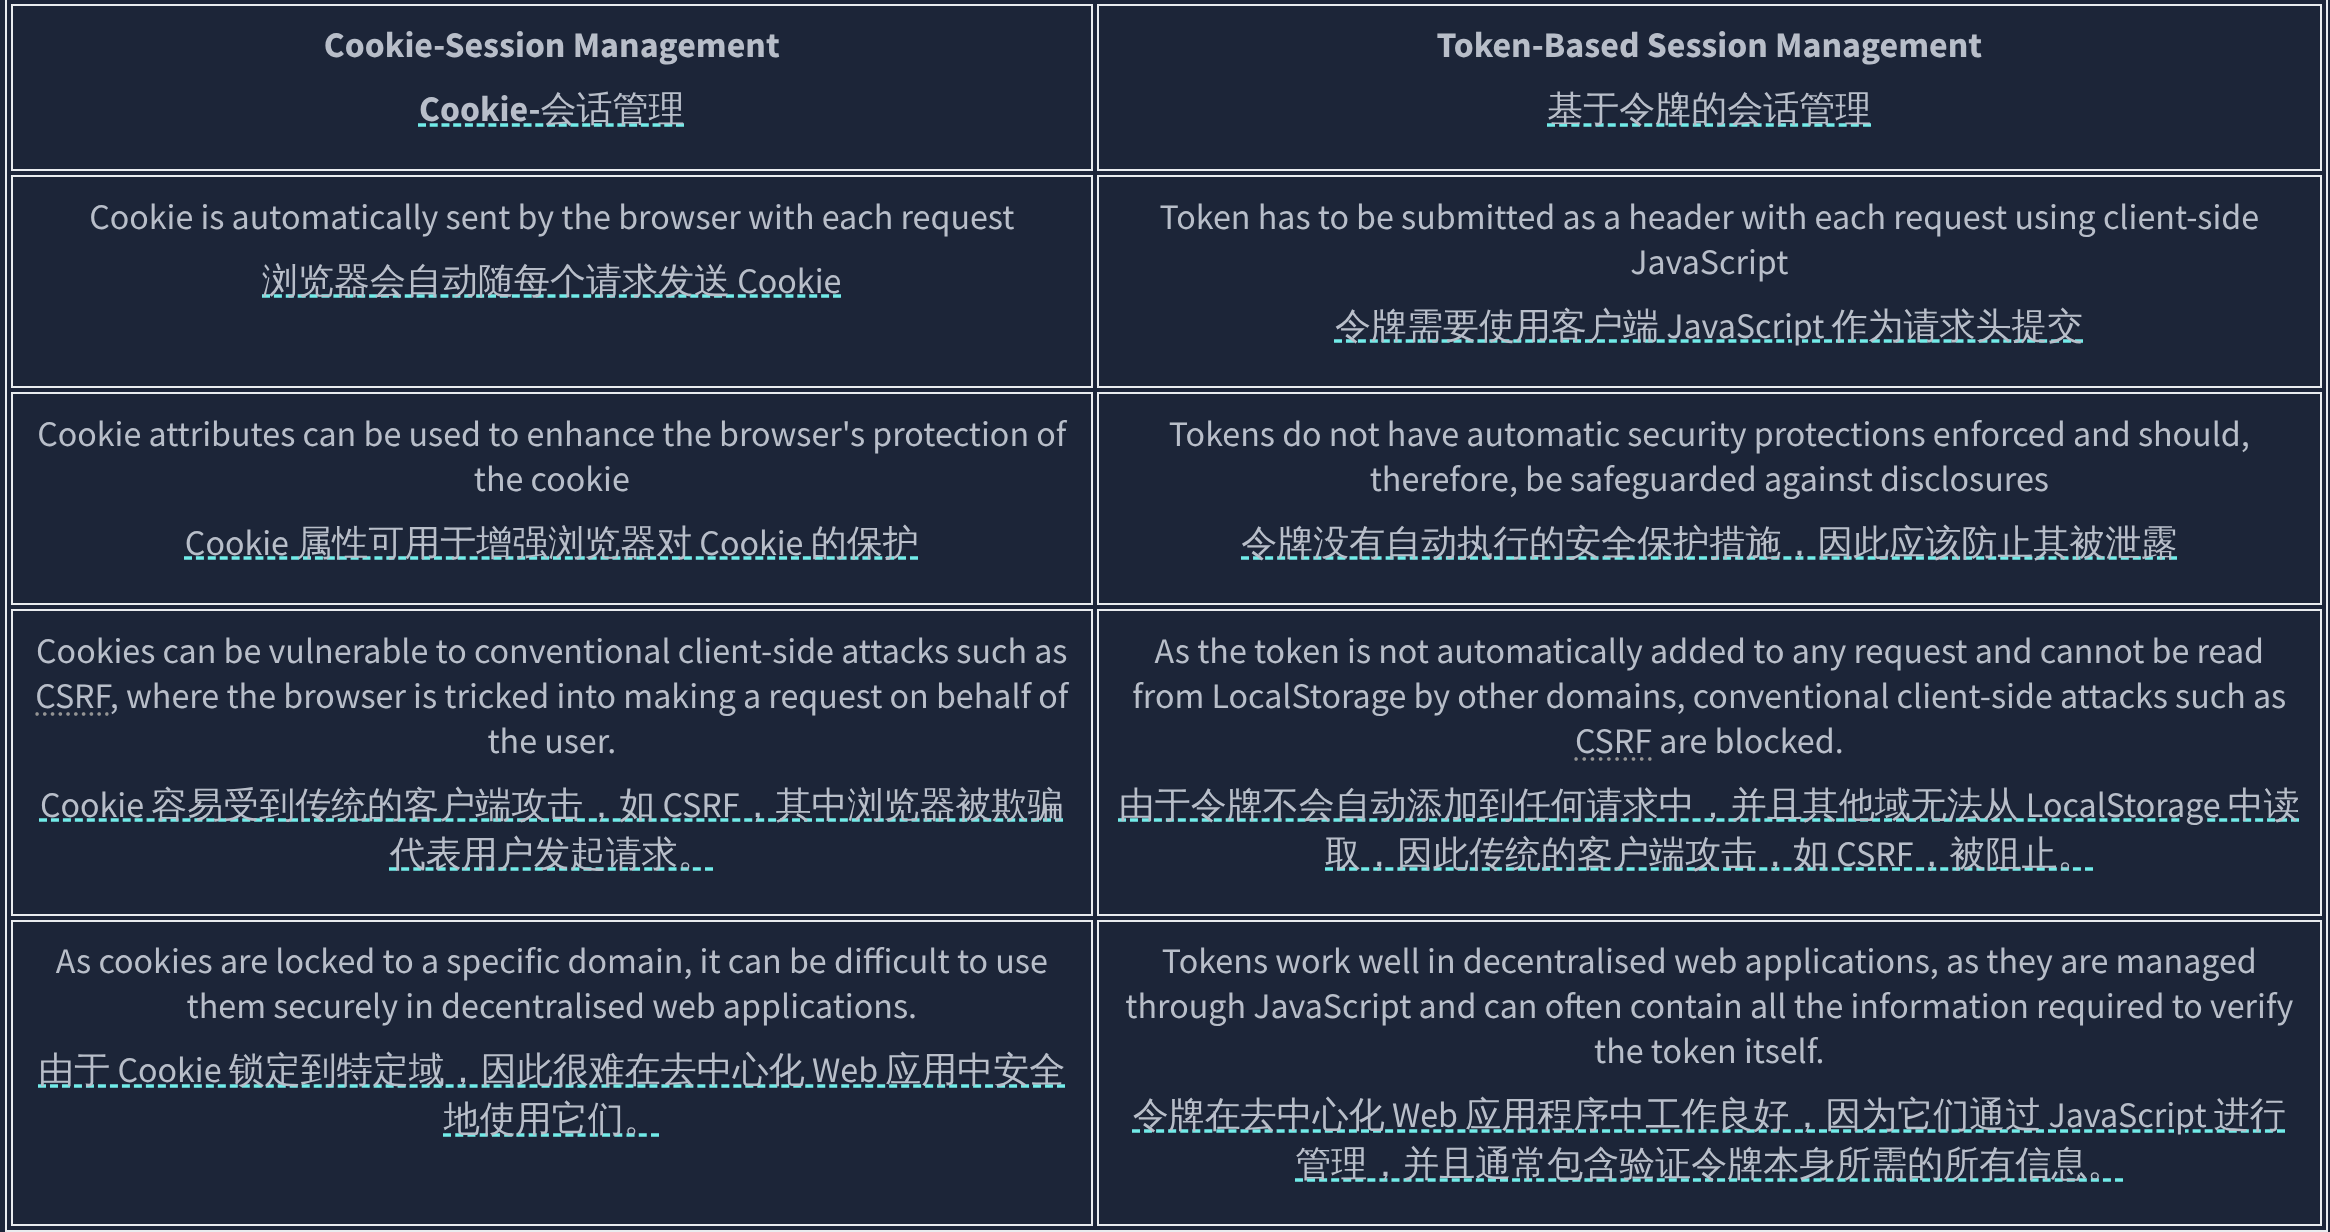 Cookie-Session Management
Cookie-会话管理
Token-Based Session Management
基于令牌的会话管理
Cookie is automatically sent by the browser with each request
浏览器会自动随每个请求发送 Cookie
Token has to be submitted as a header with each request using client-side
JavaScript
令牌需要使用客户端 JavaScript 作为请求头提交
Cookie attributes can be used to enhance the browser's protection of
the cookie
Cookie 属性可用于增强浏览器对 Cookie 的保护
Tokens do not have automatic security protections enforced and should,
therefore, be safeguarded against disclosures
令牌没有自动执行的安全保护措施，因此应该防止其被泄露
Cookies can be vulnerable to conventional client-side attacks such as
CSRF, where the browser is tricked into making a request on behalf of
the user.
Cookie 容易受到传统的客户端攻击，如 CSRF，其中浏览器被欺骗
代表用户发起请求。
As the token is not automatically added to any request and cannot be read
from LocalStorage by other domains, conventional client-side attacks such as
CSRF are blocked.
由于令牌不会自动添加到任何请求中，并且其他域无法从 LocalStorage 中读
取，因此传统的客户端攻击，如 CSRF，被阻止。
As cookies are locked to a specific domain, it can be difficult to use
them securely in decentralised web applications.
由于 Cookie 锁定到特定域，因此很难在去中心化 Web 应用中安全
地使用它们。
Tokens work well in decentralised web applications, as they are managed
through JavaScript and can often contain all the information required to verify
the token itself.
令牌在去中心化 Web 应用程序中工作良好，因为它们通过 JavaScript 进行
管理，并且通常包含验证令牌本身所需的所有信息。